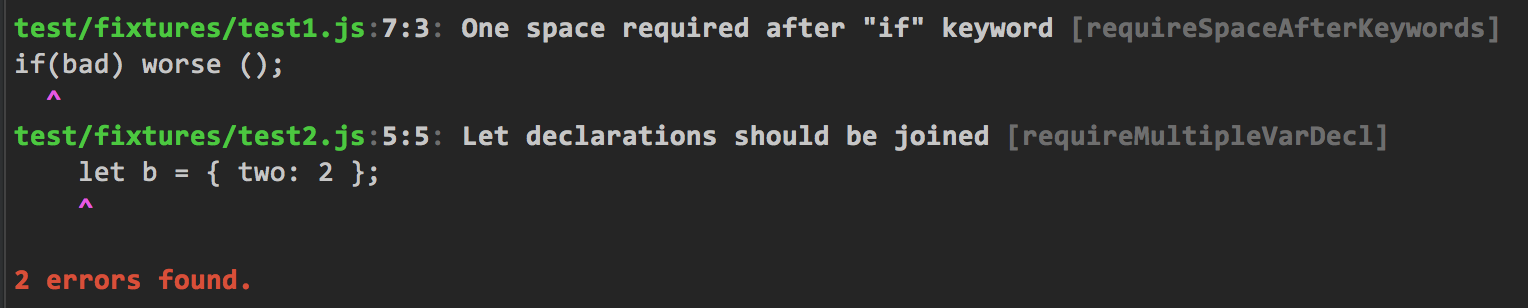 test/fixtures/test1.js:7:3: One space required after "if" keyword [requireSpaceAfterKeywords]
if(bad) worse ();
  ^
test/fixtures/test2.js:5:5: Let declarations should be joined [requireMultipleVarDecl]
    let b = { two: 2 };
    ^
2 errors found.